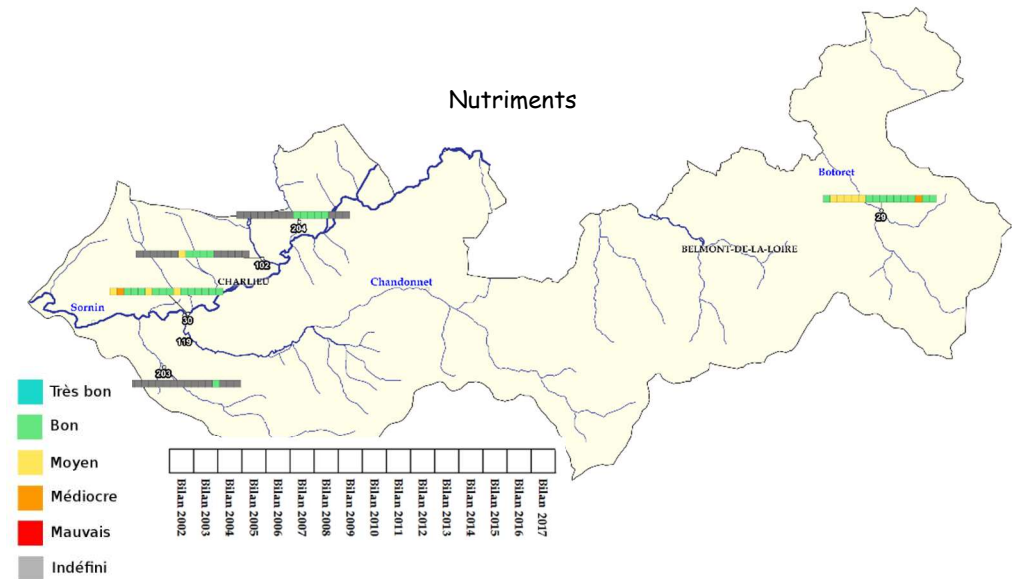 Nutriments
Botoret
204
29
BELMONT-DE-LA-LOIRE
102
CHARLIEU
Chandonnet
Sornin
30
119
203
Très bon
Bon
Moyen
Médiocre
Mauvais
Indéfini
Bilan 2002
Bilan 2003
Bilan 2004
Bilan 2005
Bilan 2006
Bilan 2007
Bilan 2008
Bilan 2009
Bilan 2010
Bilan 2011
Bilan 2012
Bilan 2013
Bilan 2014
Bilan 2015
Bilan 2016
Bilan 2017